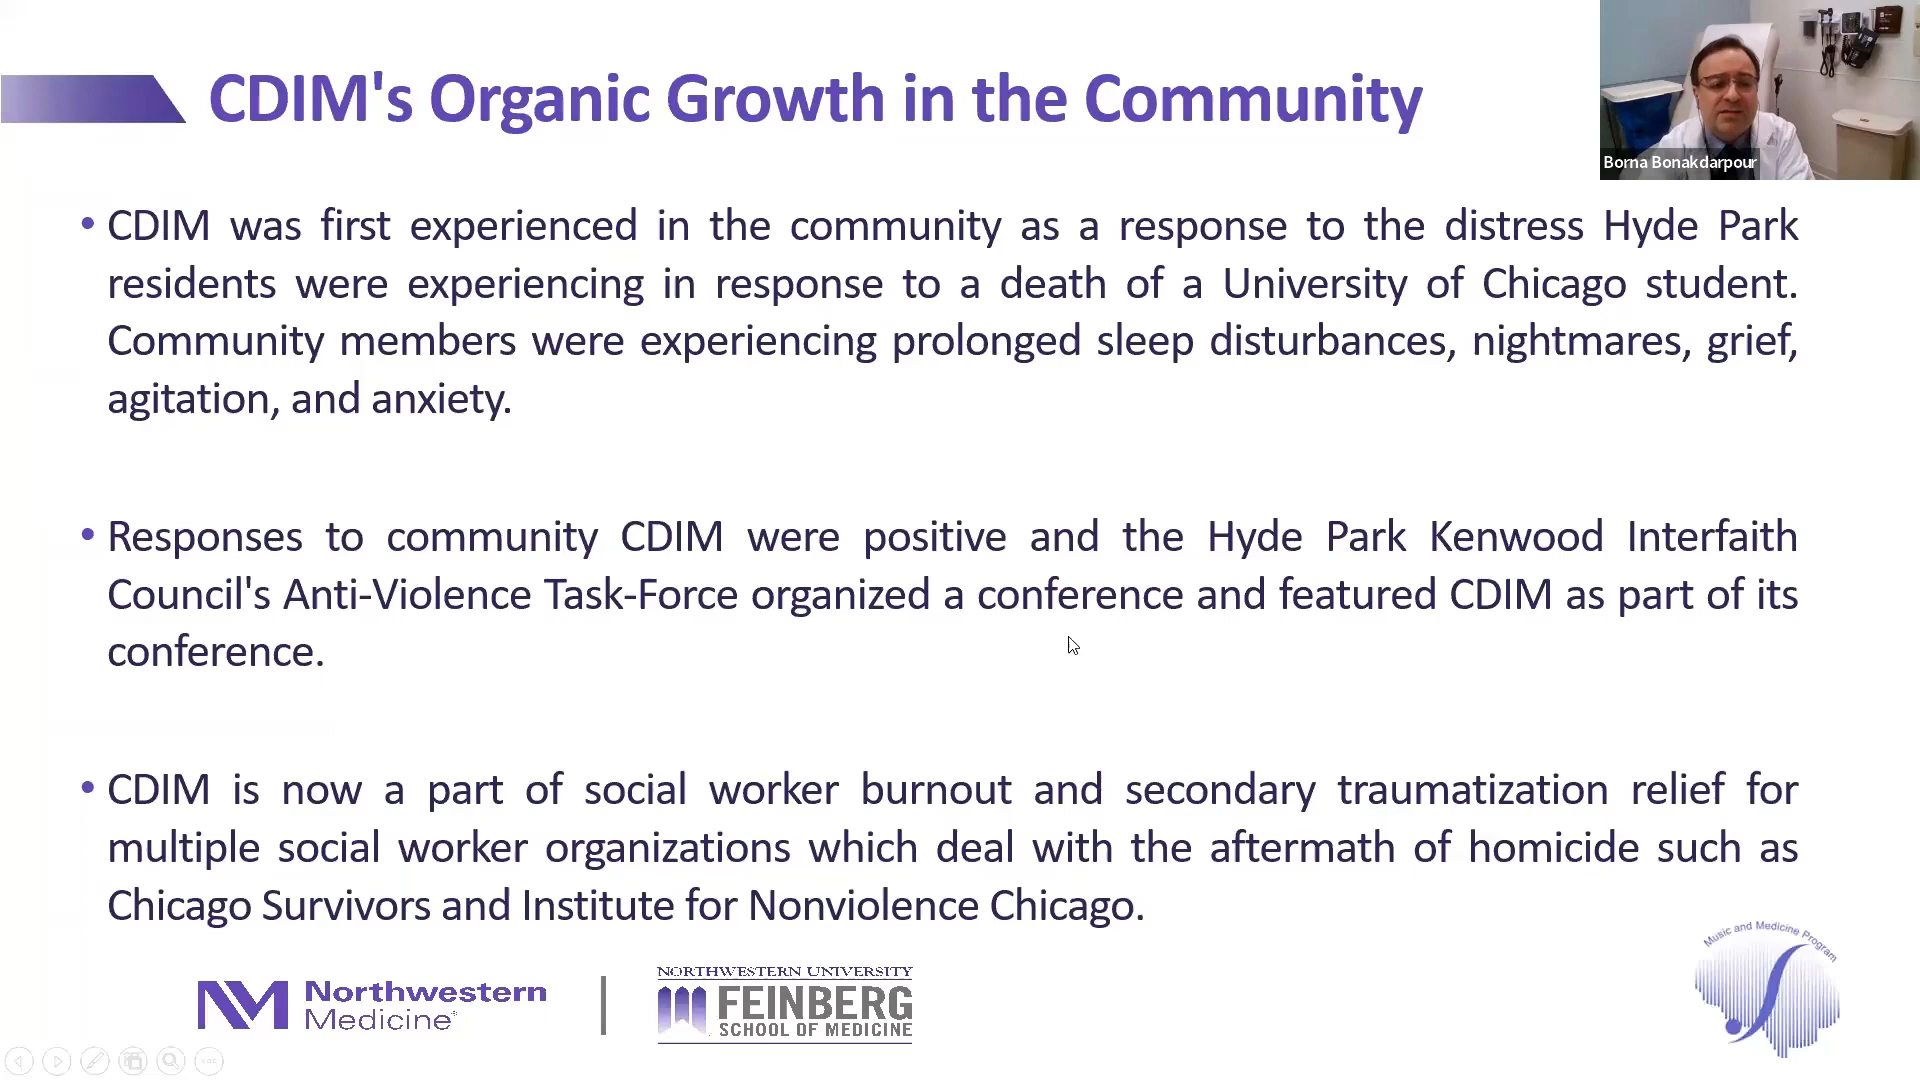 CDIM's Organic Growth in the Community
Borna Bonakdarpour
• CDIM was first experienced in the community as a response to the distress Hyde Park
residents were experiencing in response to a death of a University of Chicago student.
Community members were experiencing prolonged sleep disturbances, nightmares, grief,
agitation, and anxiety.
• Responses to community CDIM were positive and the Hyde Park Kenwood Interfaith
Council's Anti-Violence Task-Force organized a conference and featured CDIM as part of its
conference.
• CDIM is now a part of social worker burnout and secondary traumatization relief for
multiple social worker organizations which deal with the aftermath of homicide such as
Chicago Survivors and Institute for Nonviolence Chicago.
Music and Medicine Program
NM Northwestern
Medicine®
NORTHWESTERN UNIVERSITY
FEINBERG
SCHOOL OF MEDICINE